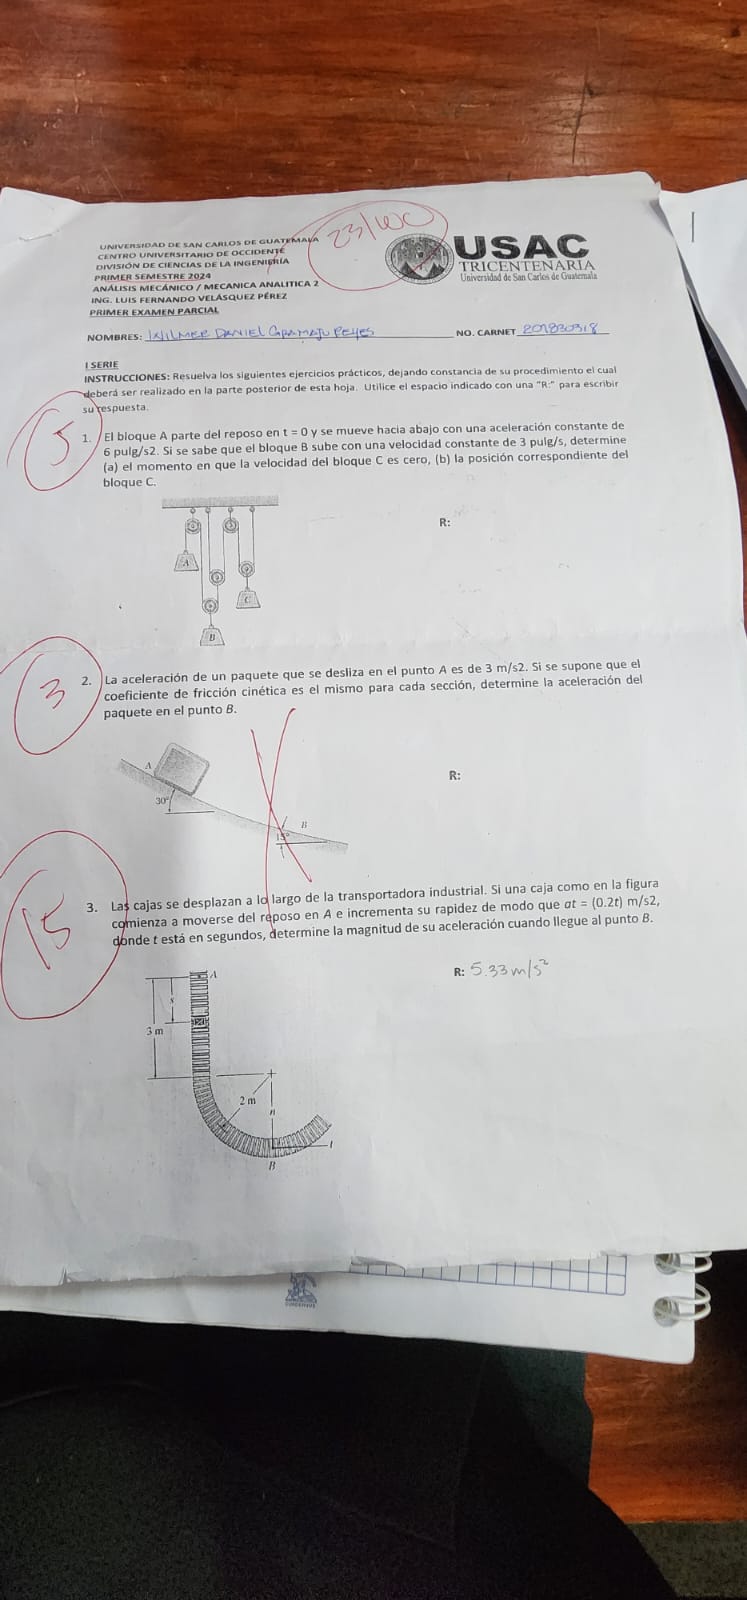 23/100
UNIVERSIDAD DE SAN CARLOS DE GUATEMALA
CENTRO UNIVERSITARIO DE OCCIDENTE
DIVISIÓN DE CIENCIAS DE LA INGENIERÍA
PRIMER SEMESTRE 2024
ANÁLISIS MECÁNICO / MECANICA ANALITICA 2
ING. LUIS FERNANDO VELÁSQUEZ PÉREZ
PRIMER EXAMEN PARCIAL
USAC
TRICENTENARIA
Universidad de San Carlos de Guatemala
NOMBRES: WILMER DANIEL GRAMAJO REYES NO. CARNET 201830318
I SERIE
INSTRUCCIONES: Resuelva los siguientes ejercicios prácticos, dejando constancia de su procedimiento el cual
deberá ser realizado en la parte posterior de esta hoja. Utilice el espacio indicado con una "R:" para escribir
su respuesta.
5
1. El bloque A parte del reposo en t = 0 y se mueve hacia abajo con una aceleración constante de
6 pulg/s2. Si se sabe que el bloque B sube con una velocidad constante de 3 pulg/s, determine
(a) el momento en que la velocidad del bloque C es cero, (b) la posición correspondiente del
bloque C.
R:
A
C
B
3
2. La aceleración de un paquete que se desliza en el punto A es de 3 m/s2. Si se supone que el
coeficiente de fricción cinética es el mismo para cada sección, determine la aceleración del
paquete en el punto B.
R:
A
30°
B
15°
15
3. Las cajas se desplazan a lo largo de la transportadora industrial. Si una caja como en la figura
comienza a moverse del reposo en A e incrementa su rapidez de modo que at = (0.2t) m/s2,
donde t está en segundos, determine la magnitud de su aceleración cuando llegue al punto B.
R: 5.33 m/s²
A
s
3 m
2 m
n
t
B